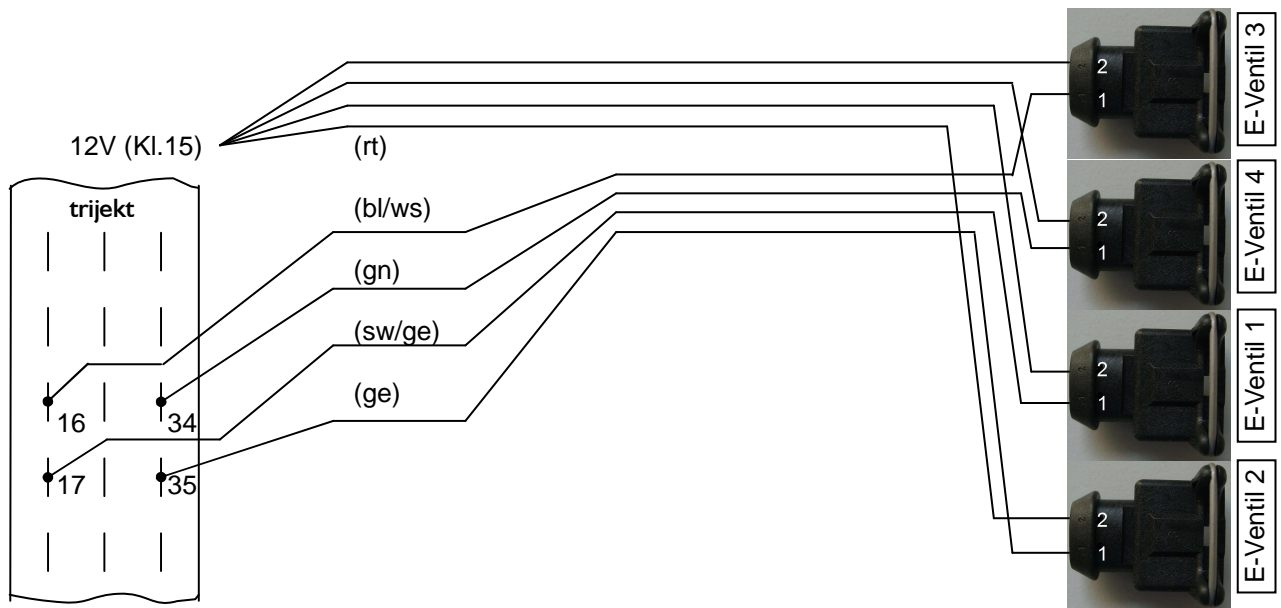 12V (Kl.15)
(rt)
trijekt
(bl/ws)
(gn)
(sw/ge)
(ge)
16
34
17
35
2
1
E-Ventil 3
2
1
E-Ventil 4
2
1
E-Ventil 1
2
1
E-Ventil 2